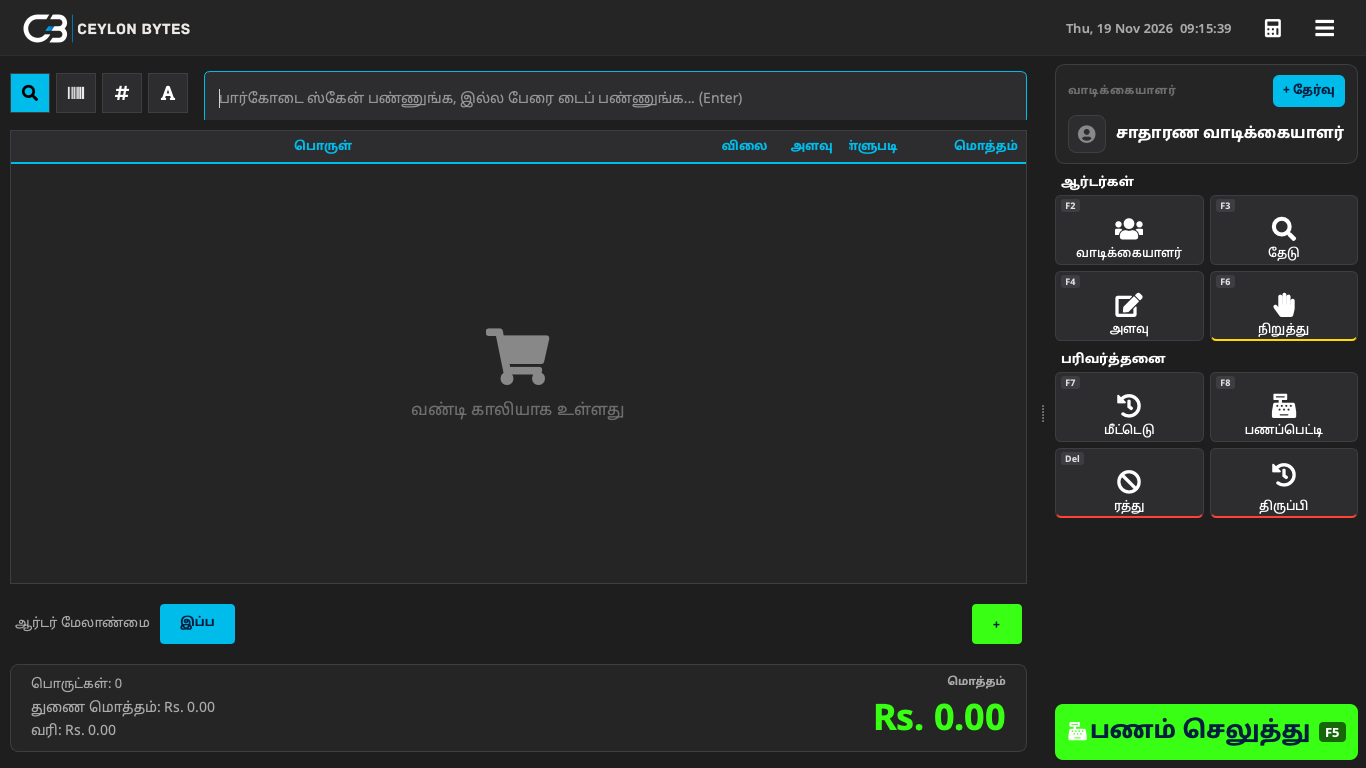 CEYLON BYTES
Thu, 19 Nov 2026 09:15:39
பார்கோடை ஸ்கேன் பண்ணுங்க, இல்ல பேரை டைப் பண்ணுங்க... (Enter)
பொருள் விலை அளவு மொத்தம்
வண்டி காலியாக உள்ளது
ஆர்டர் மேலாண்மை இப்ப +
பொருட்கள்: 0
துணை மொத்தம்: Rs. 0.00
வரி: Rs. 0.00
மொத்தம்
Rs. 0.00
வாடிக்கையாளர் + தேர்வு
சாதாரண வாடிக்கையாளர்
ஆர்டர்கள்
F2 வாடிக்கையாளர்
F3 தேடு
F4 அளவு
F6 நிறுத்து
பரிவர்த்தனை
F7 மீட்டெடு
F8 பணப்பெட்டி
Del ரத்து
திருப்பி
பணம் செலுத்து F5